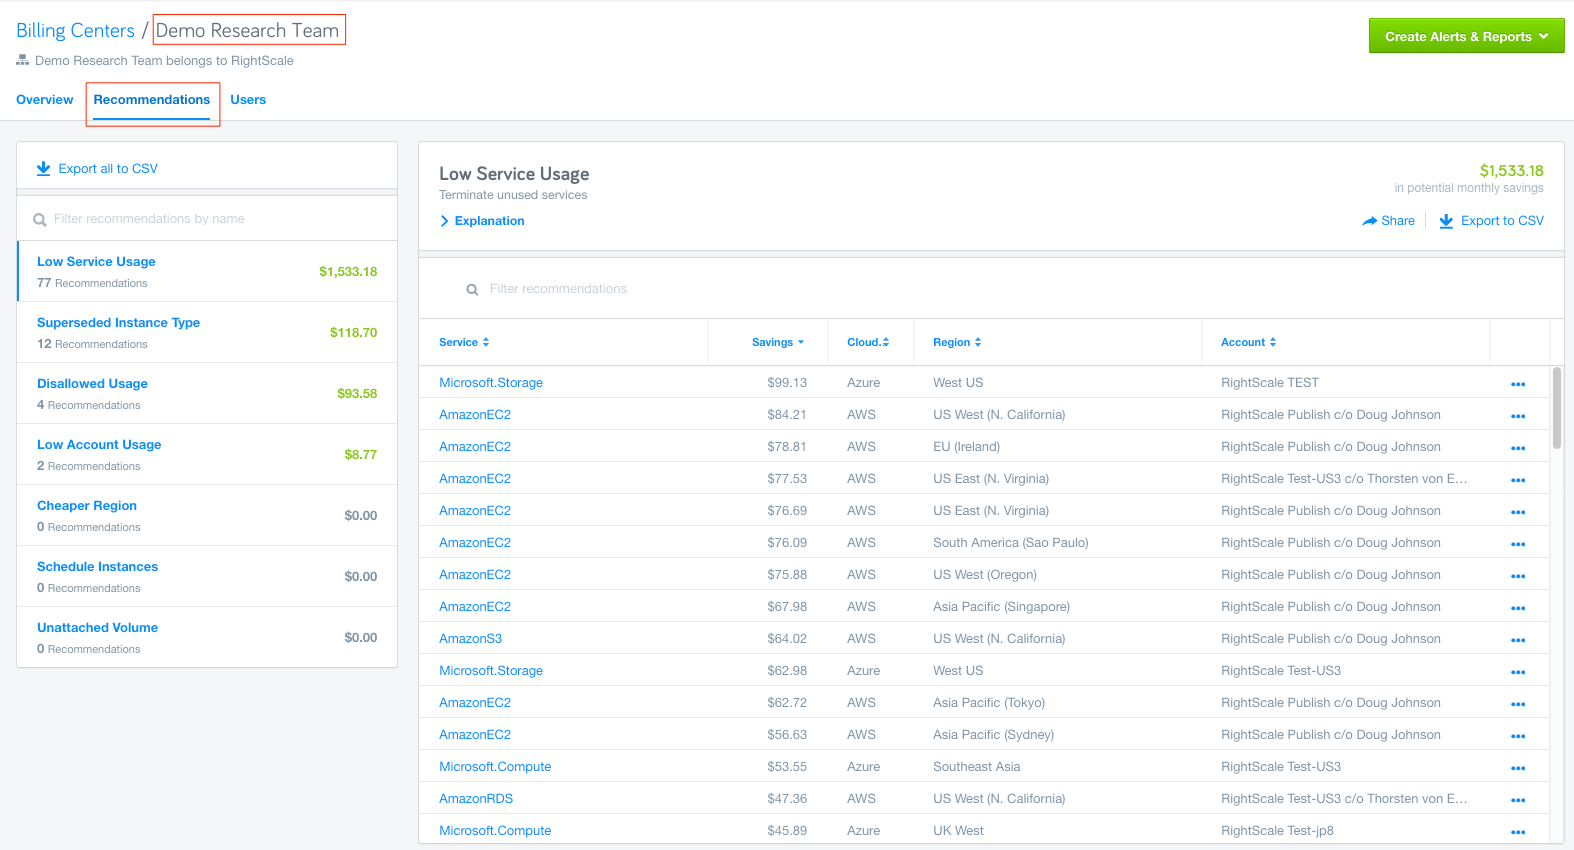 Billing Centers / Demo Research Team
Create Alerts & Reports
Demo Research Team belongs to RightScale
Overview Recommendations Users
Export all to CSV
Filter recommendations by name
Low Service Usage
$1,533.18
77 Recommendations
Superseded Instance Type
$118.70
12 Recommendations
Disallowed Usage
$93.58
4 Recommendations
Low Account Usage
$8.77
2 Recommendations
Cheaper Region
$0.00
0 Recommendations
Schedule Instances
$0.00
0 Recommendations
Unattached Volume
$0.00
0 Recommendations
Low Service Usage
$1,533.18
Terminate unused services
in potential monthly savings
Explanation
Share Export to CSV
Filter recommendations
Service Savings Cloud. Region Account
Microsoft.Storage $99.13 Azure West US RightScale TEST
AmazonEC2 $84.21 AWS US West (N. California) RightScale Publish c/o Doug Johnson
AmazonEC2 $78.81 AWS EU (Ireland) RightScale Publish c/o Doug Johnson
AmazonEC2 $77.53 AWS US East (N. Virginia) RightScale Test-US3 c/o Thorsten von E...
AmazonEC2 $76.69 AWS US East (N. Virginia) RightScale Publish c/o Doug Johnson
AmazonEC2 $76.09 AWS South America (Sao Paulo) RightScale Publish c/o Doug Johnson
AmazonEC2 $75.88 AWS US West (Oregon) RightScale Publish c/o Doug Johnson
AmazonEC2 $67.98 AWS Asia Pacific (Singapore) RightScale Publish c/o Doug Johnson
AmazonS3 $64.02 AWS US West (N. California) RightScale Publish c/o Doug Johnson
Microsoft.Storage $62.98 Azure West US RightScale Test-US3
AmazonEC2 $62.72 AWS Asia Pacific (Tokyo) RightScale Publish c/o Doug Johnson
AmazonEC2 $56.63 AWS Asia Pacific (Sydney) RightScale Publish c/o Doug Johnson
Microsoft.Compute $53.55 Azure Southeast Asia RightScale Test-US3
AmazonRDS $47.36 AWS US West (N. California) RightScale Test-US3 c/o Thorsten von E...
Microsoft.Compute $45.89 Azure UK West RightScale Test-jp8